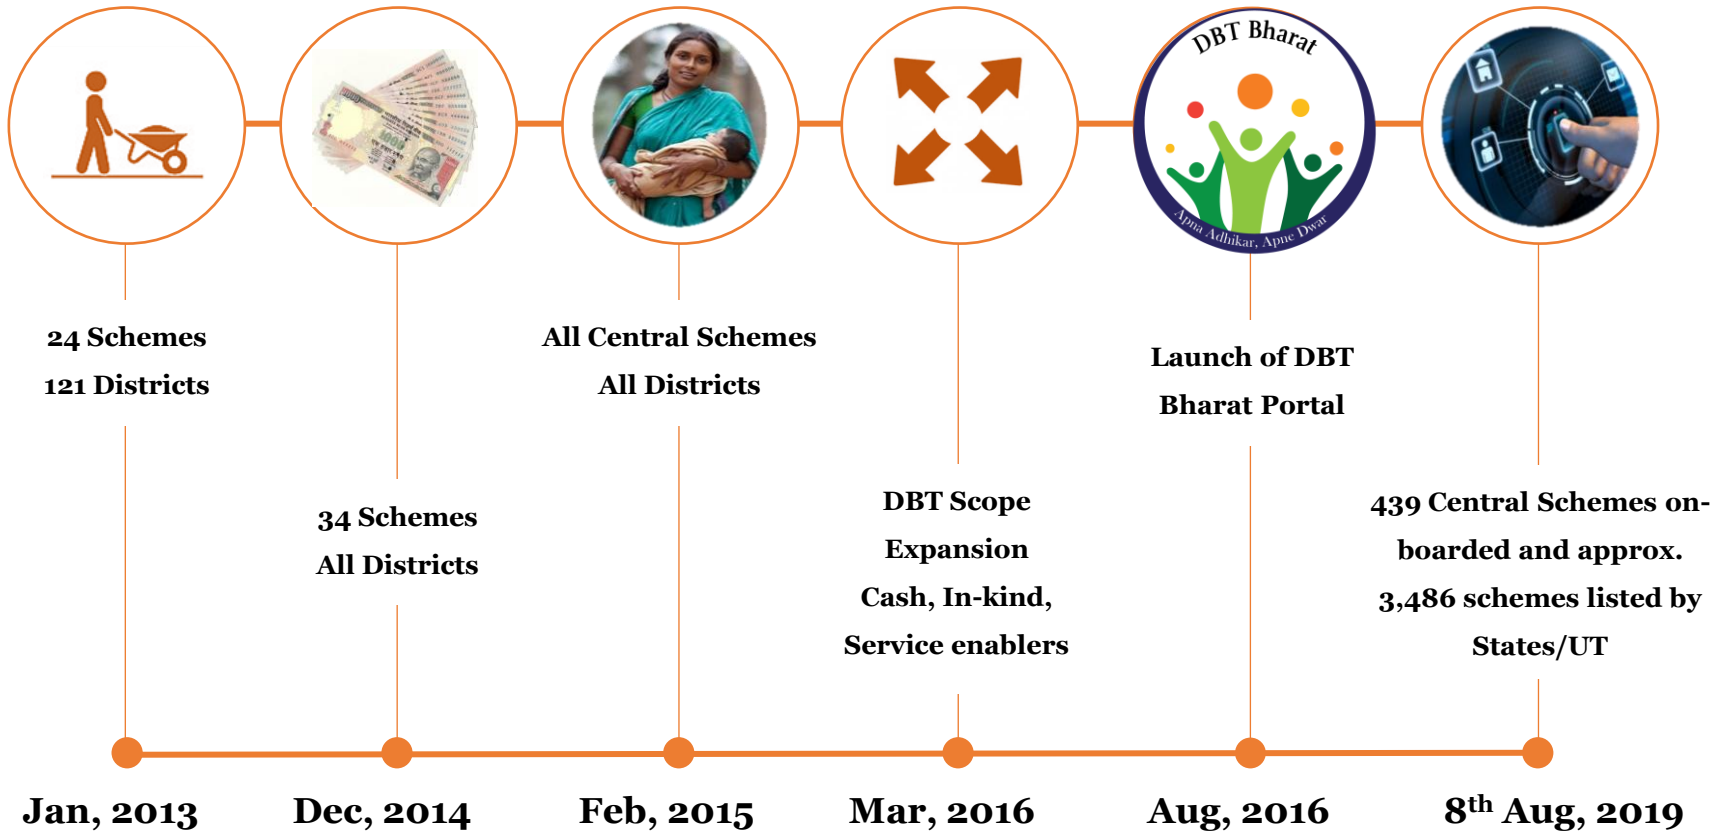 DBT Bharat
Apna Adhikar, Apne Dwar
24 Schemes
121 Districts
34 Schemes
All Districts
All Central Schemes
All Districts
DBT Scope
Expansion
Cash, In-kind,
Service enablers
Launch of DBT
Bharat Portal
439 Central Schemes on-
boarded and approx.
3,486 schemes listed by
States/UT
Jan, 2013
Dec, 2014
Feb, 2015
Mar, 2016
Aug, 2016
8th Aug, 2019